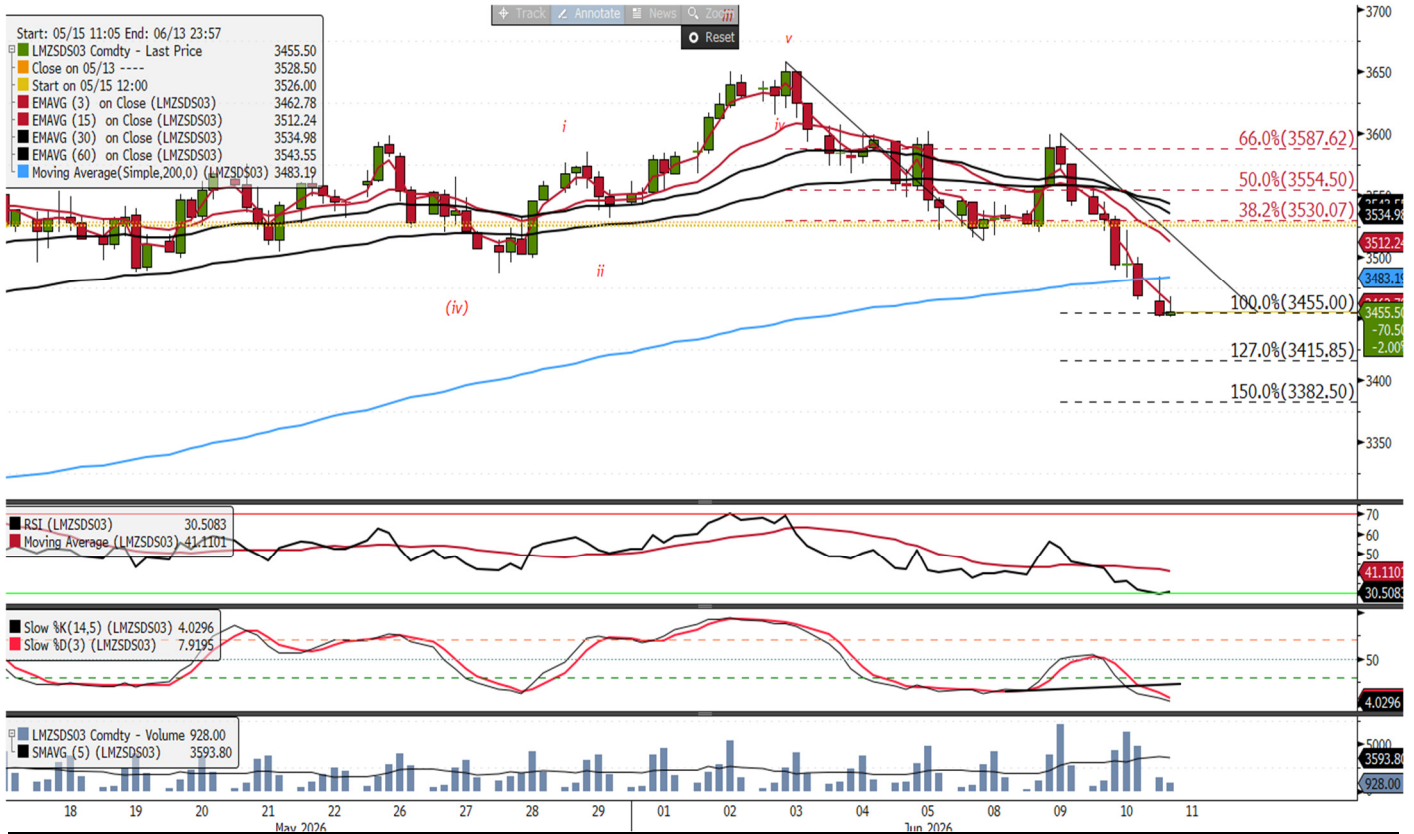 Track Annotate News Zoom
iii
Reset
Start: 05/15 11:05 End: 06/13 23:57
LMZSDS03 Comdty - Last Price 3455.50
Close on 05/13 ---- 3528.50
Start on 05/15 12:00 3526.00
EMAVG (3) on Close (LMZSDS03) 3462.78
EMAVG (15) on Close (LMZSDS03) 3512.24
EMAVG (30) on Close (LMZSDS03) 3534.98
EMAVG (60) on Close (LMZSDS03) 3543.55
Moving Average(Simple,200,0) (LMZSDS03) 3483.19
v
i
iv
ii
(iv)
66.0%(3587.62)
50.0%(3554.50)
38.2%(3530.07)
100.0%(3455.00)
127.0%(3415.85)
150.0%(3382.50)
3700
3650
3600
3534.98
3512.24
3500
3483.19
3455.50
-70.50
-2.00%
3400
3350
RSI (LMZSDS03) 30.5083
Moving Average (LMZSDS03) 41.1101
70
60
50
41.1101
30.5083
Slow %K(14,5) (LMZSDS03) 4.0296
Slow %D(3) (LMZSDS03) 7.9195
50
4.0296
LMZSDS03 Comdty - Volume 928.00
SMAVG (5) (LMZSDS03) 3593.80
5000
3593.80
928.00
18 19 20 21 22 26 27 28 29 01 02 03 04 05 08 09 10 11
May 2026 Jun 2026